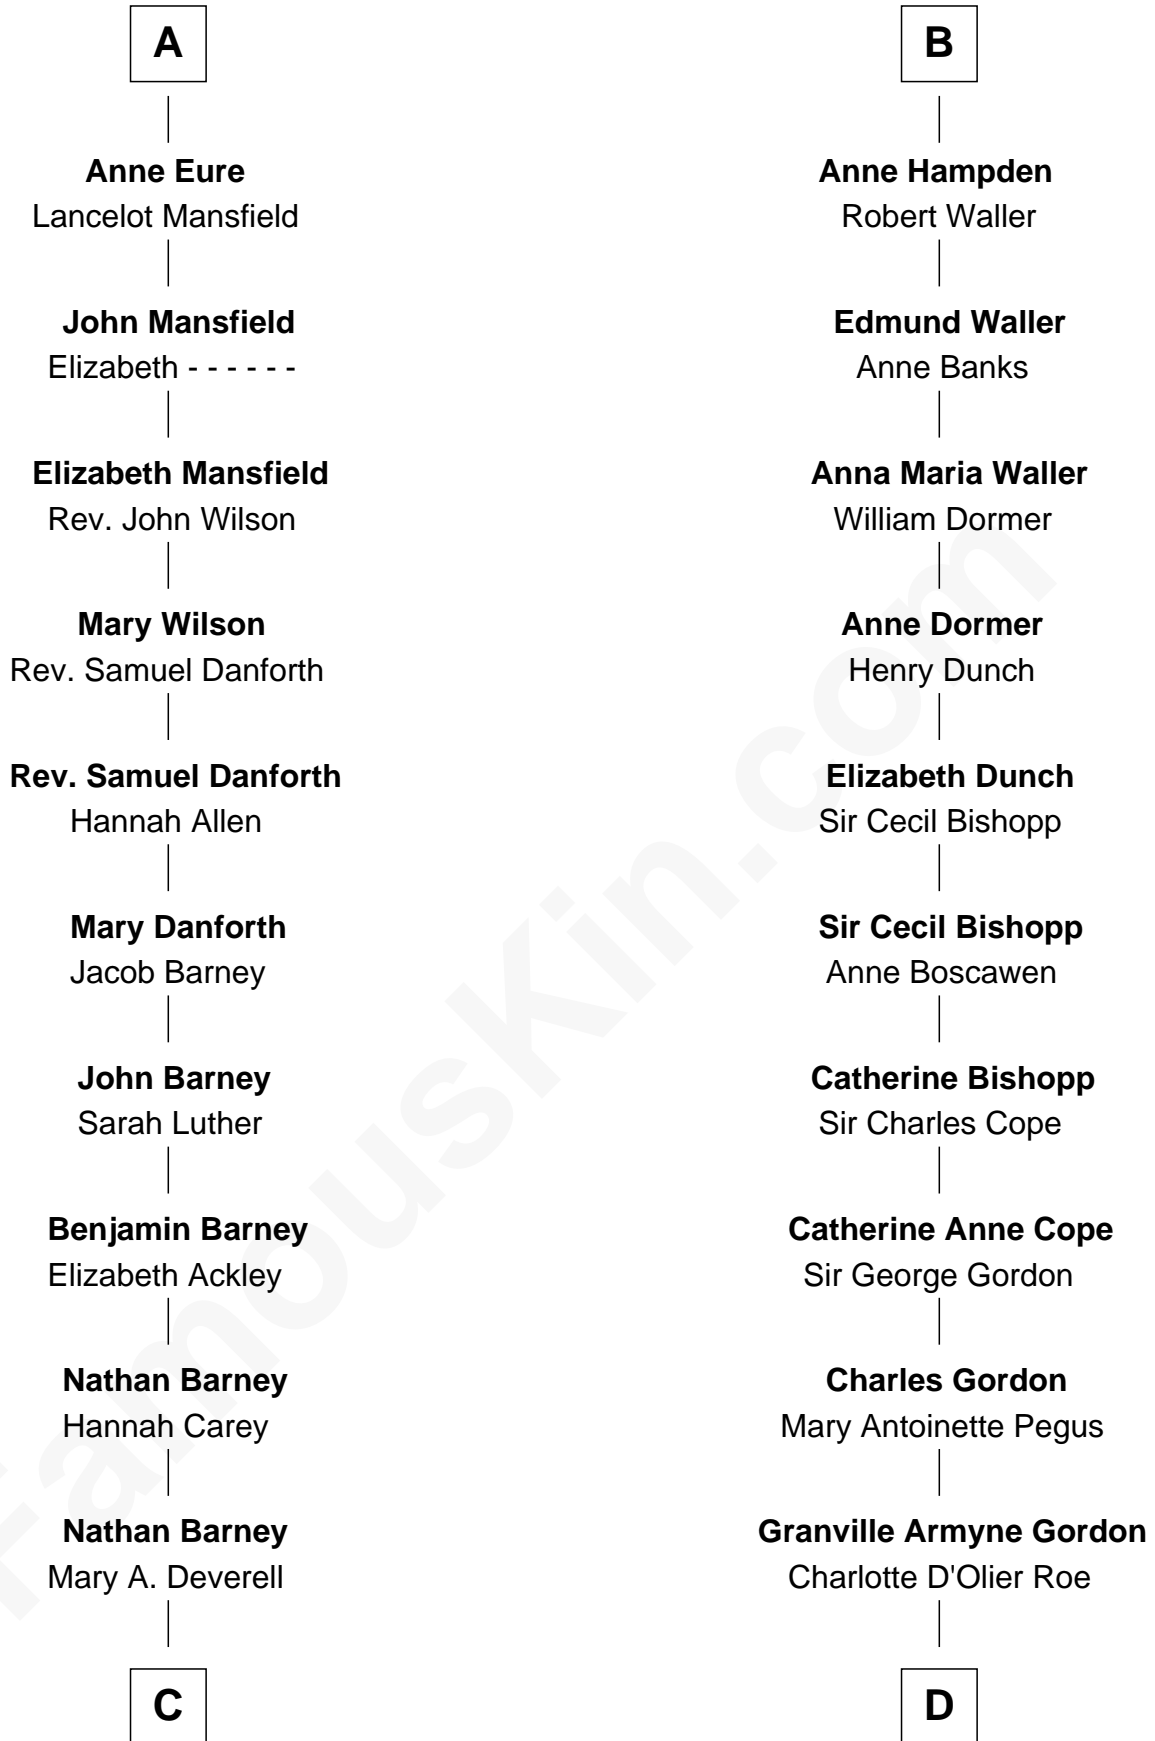 A
Anne Eure
Lancelot Mansfield
John Mansfield
Elizabeth - - - - - -
Elizabeth Mansfield
Rev. John Wilson
Mary Wilson
Rev. Samuel Danforth
Rev. Samuel Danforth
Hannah Allen
Mary Danforth
Jacob Barney
John Barney
Sarah Luther
Benjamin Barney
Elizabeth Ackley
Nathan Barney
Hannah Carey
Nathan Barney
Mary A. Deverell
C
B
Anne Hampden
Robert Waller
Edmund Waller
Anne Banks
Anna Maria Waller
William Dormer
Anne Dormer
Henry Dunch
Elizabeth Dunch
Sir Cecil Bishopp
Sir Cecil Bishopp
Anne Boscawen
Catherine Bishopp
Sir Charles Cope
Catherine Anne Cope
Sir George Gordon
Charles Gordon
Mary Antoinette Pegus
Granville Armyne Gordon
Charlotte D'Olier Roe
D
FamousKin.com